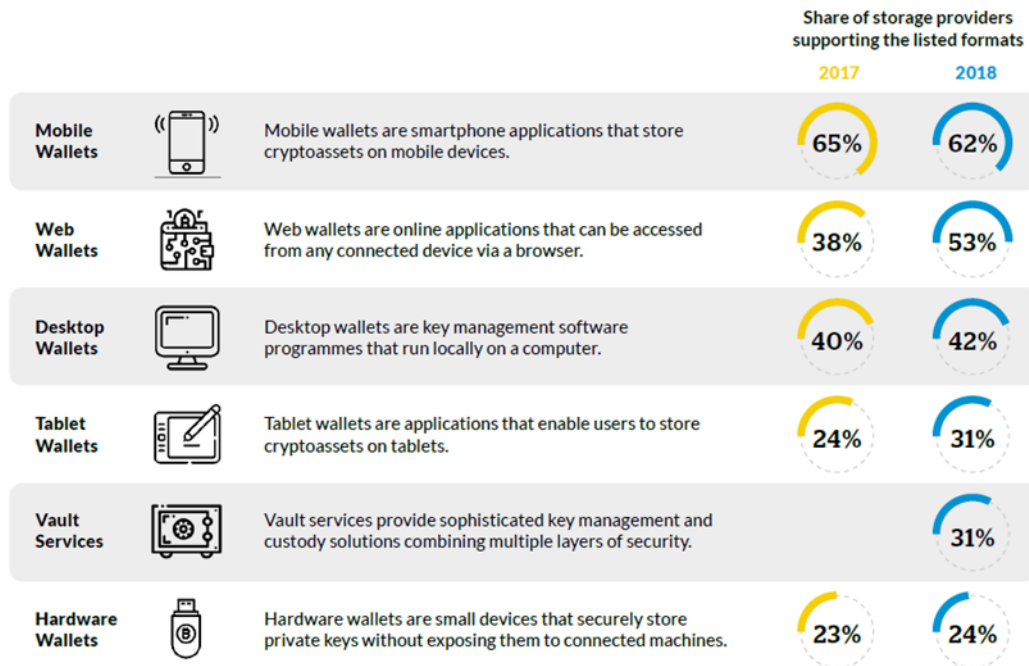 Share of storage providers
supporting the listed formats
2017 2018
Mobile
Wallets
Mobile wallets are smartphone applications that store
cryptoassets on mobile devices.
65% 62%
Web
Wallets
Web wallets are online applications that can be accessed
from any connected device via a browser.
38% 53%
Desktop
Wallets
Desktop wallets are key management software
programmes that run locally on a computer.
40% 42%
Tablet
Wallets
Tablet wallets are applications that enable users to store
cryptoassets on tablets.
24% 31%
Vault
Services
Vault services provide sophisticated key management and
custody solutions combining multiple layers of security.
31%
Hardware
Wallets
Hardware wallets are small devices that securely store
private keys without exposing them to connected machines.
23% 24%